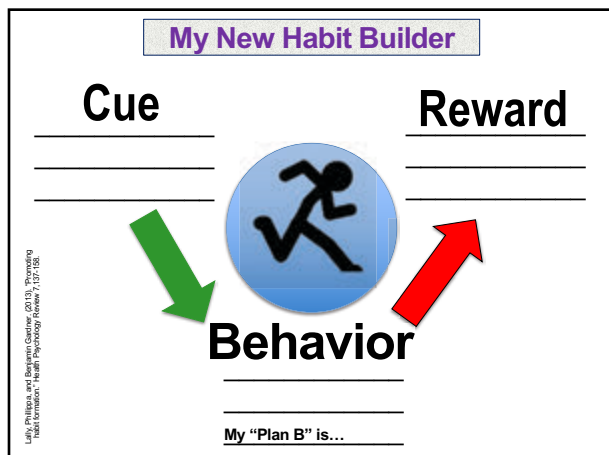 My New Habit Builder
Cue
Reward
Behavior
My “Plan B” is…
Lally, Phillippa, and Benjamin Gardner. (2013). "Promoting
habit formation." Health Psychology Review 7,137-158.